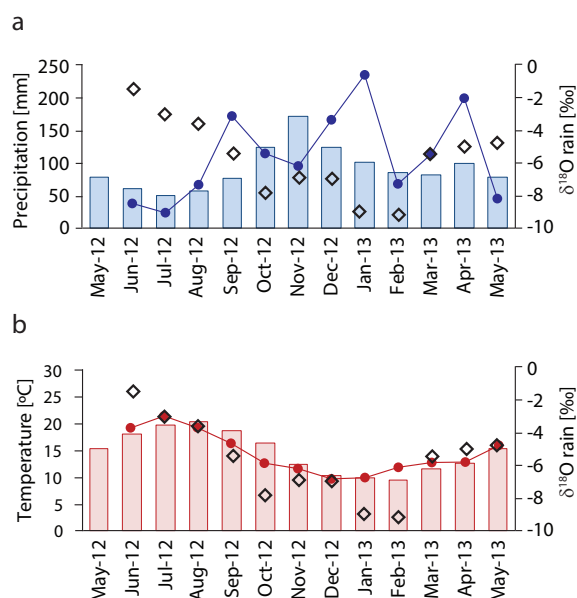 a
Precipitation [mm]
250
200
150
100
50
0
0
-2
-4
-6
-8
-10
δ¹⁸O rain [‰]
May-12
Jun-12
Jul-12
Aug-12
Sep-12
Oct-12
Nov-12
Dec-12
Jan-13
Feb-13
Mar-13
Apr-13
May-13
b
Temperature [ºC]
30
25
20
15
10
5
0
0
-2
-4
-6
-8
-10
δ¹⁸O rain [‰]
May-12
Jun-12
Jul-12
Aug-12
Sep-12
Oct-12
Nov-12
Dec-12
Jan-13
Feb-13
Mar-13
Apr-13
May-13